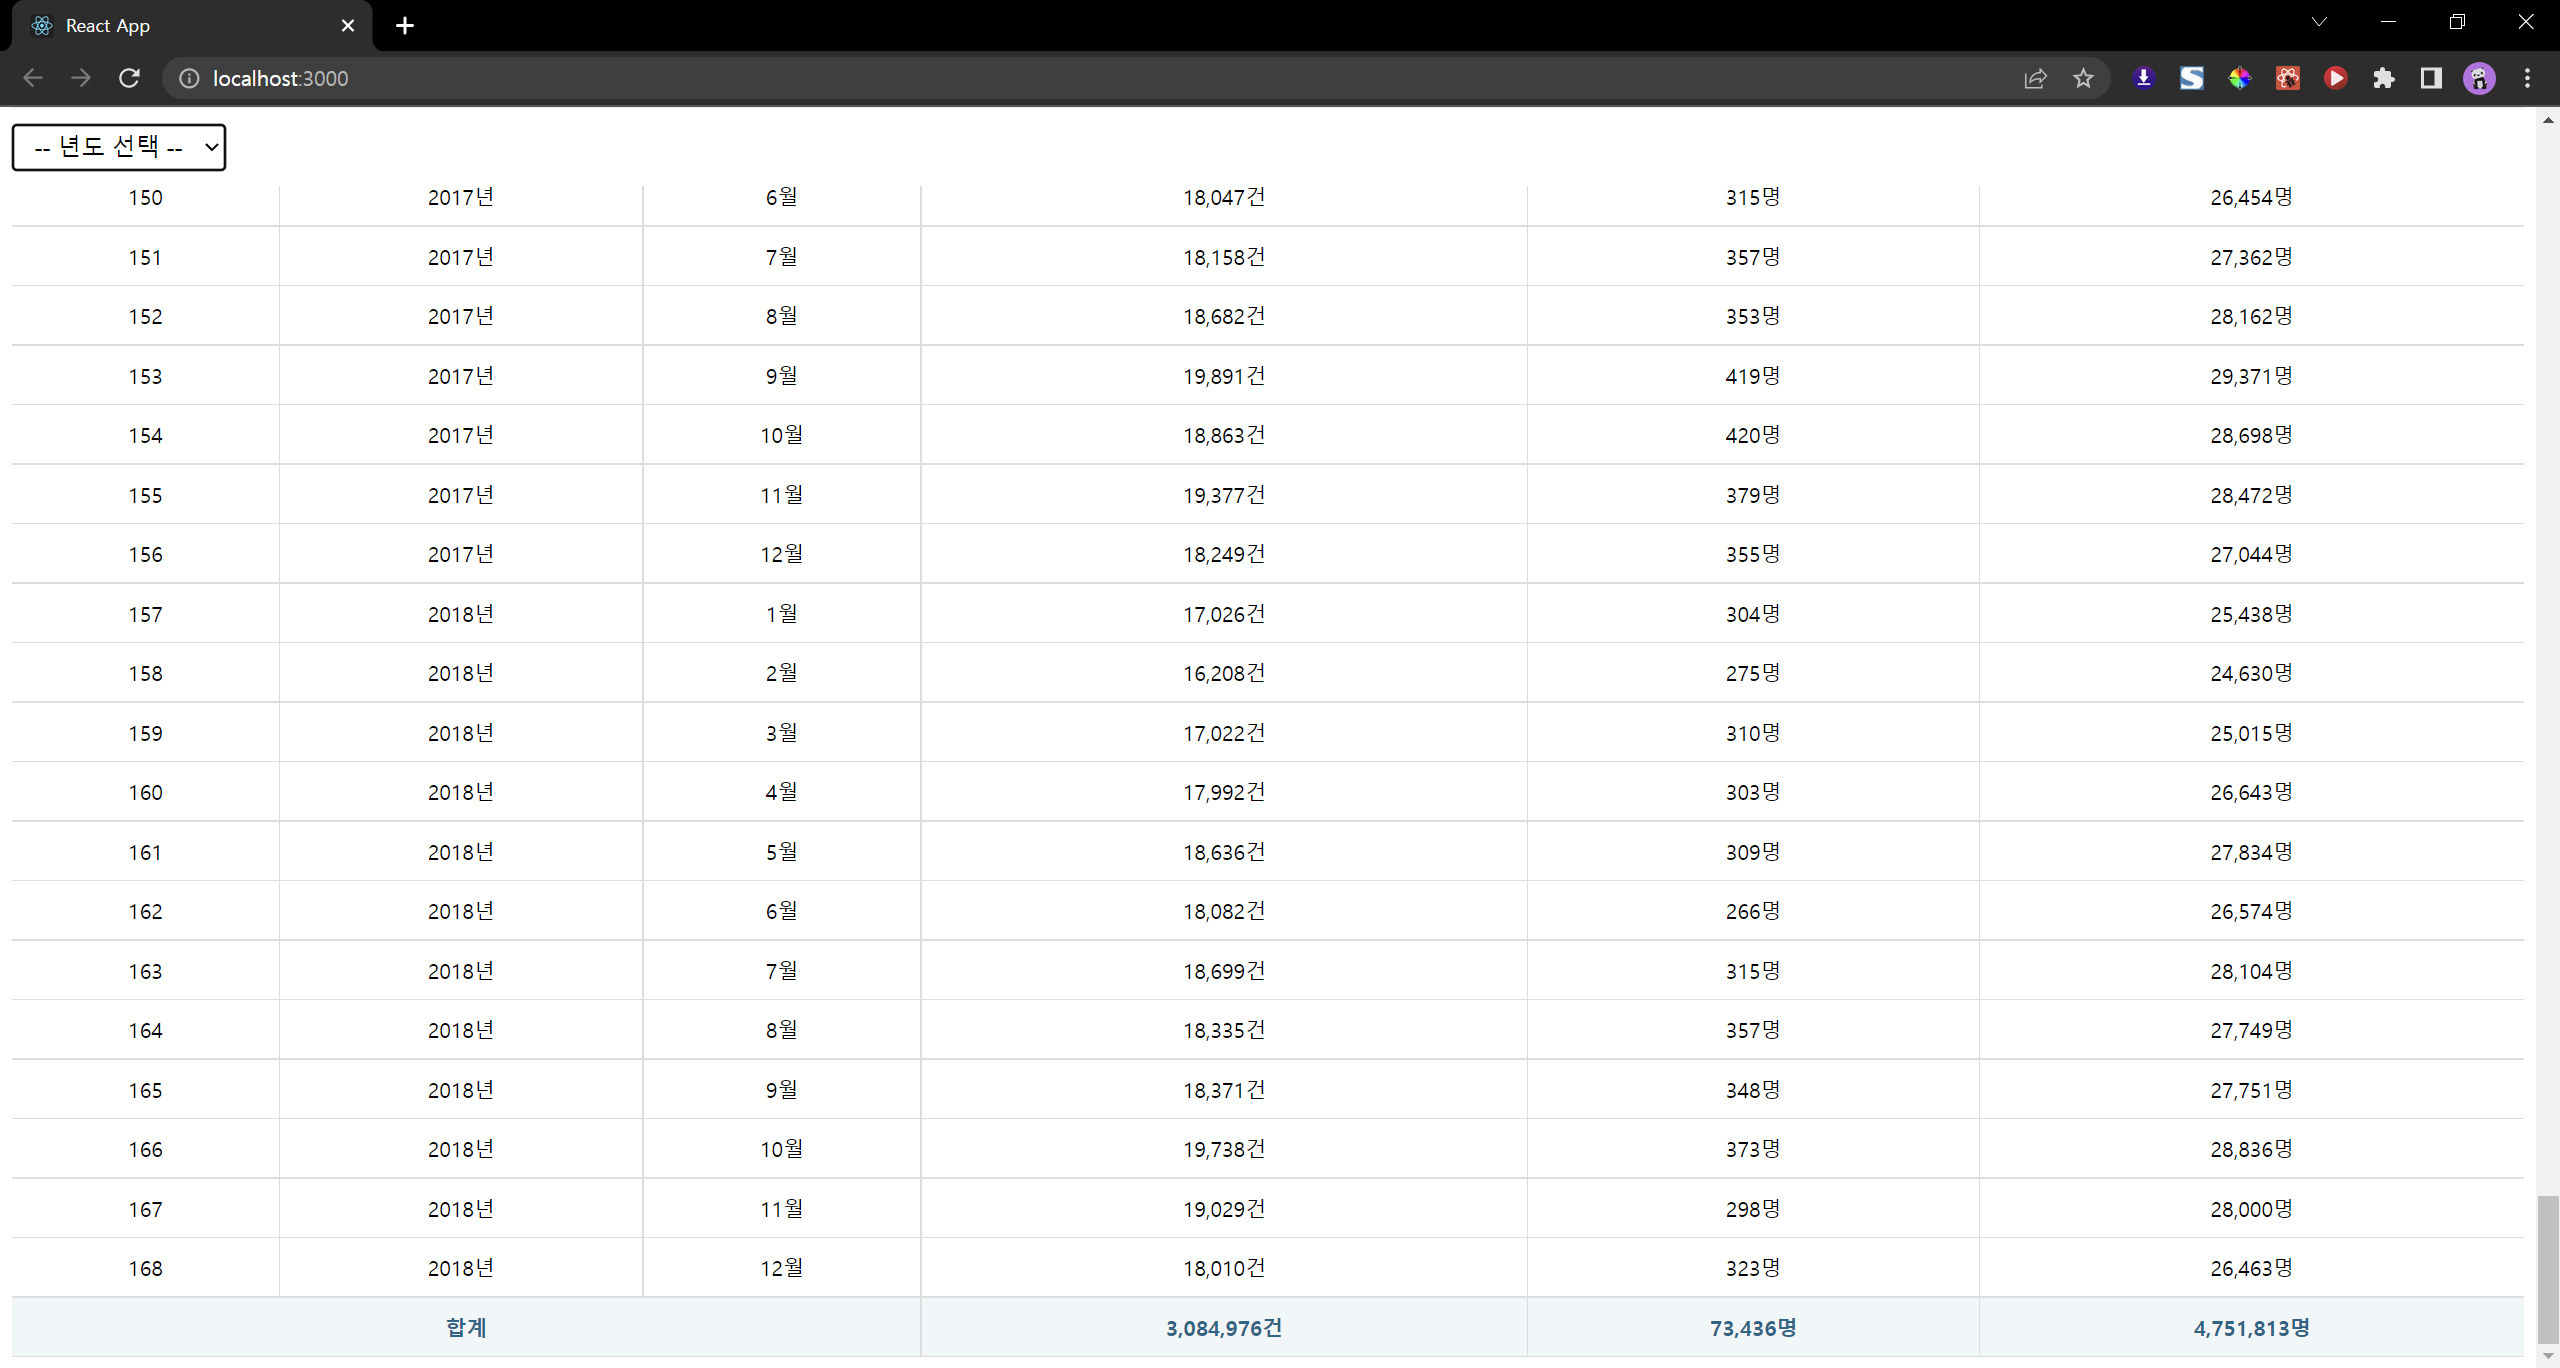 React App
localhost:3000
-- 년도 선택 --
150 2017년 6월 18,047건 315명 26,454명
151 2017년 7월 18,158건 357명 27,362명
152 2017년 8월 18,682건 353명 28,162명
153 2017년 9월 19,891건 419명 29,371명
154 2017년 10월 18,863건 420명 28,698명
155 2017년 11월 19,377건 379명 28,472명
156 2017년 12월 18,249건 355명 27,044명
157 2018년 1월 17,026건 304명 25,438명
158 2018년 2월 16,208건 275명 24,630명
159 2018년 3월 17,022건 310명 25,015명
160 2018년 4월 17,992건 303명 26,643명
161 2018년 5월 18,636건 309명 27,834명
162 2018년 6월 18,082건 266명 26,574명
163 2018년 7월 18,699건 315명 28,104명
164 2018년 8월 18,335건 357명 27,749명
165 2018년 9월 18,371건 348명 27,751명
166 2018년 10월 19,738건 373명 28,836명
167 2018년 11월 19,029건 298명 28,000명
168 2018년 12월 18,010건 323명 26,463명
합계 3,084,976건 73,436명 4,751,813명